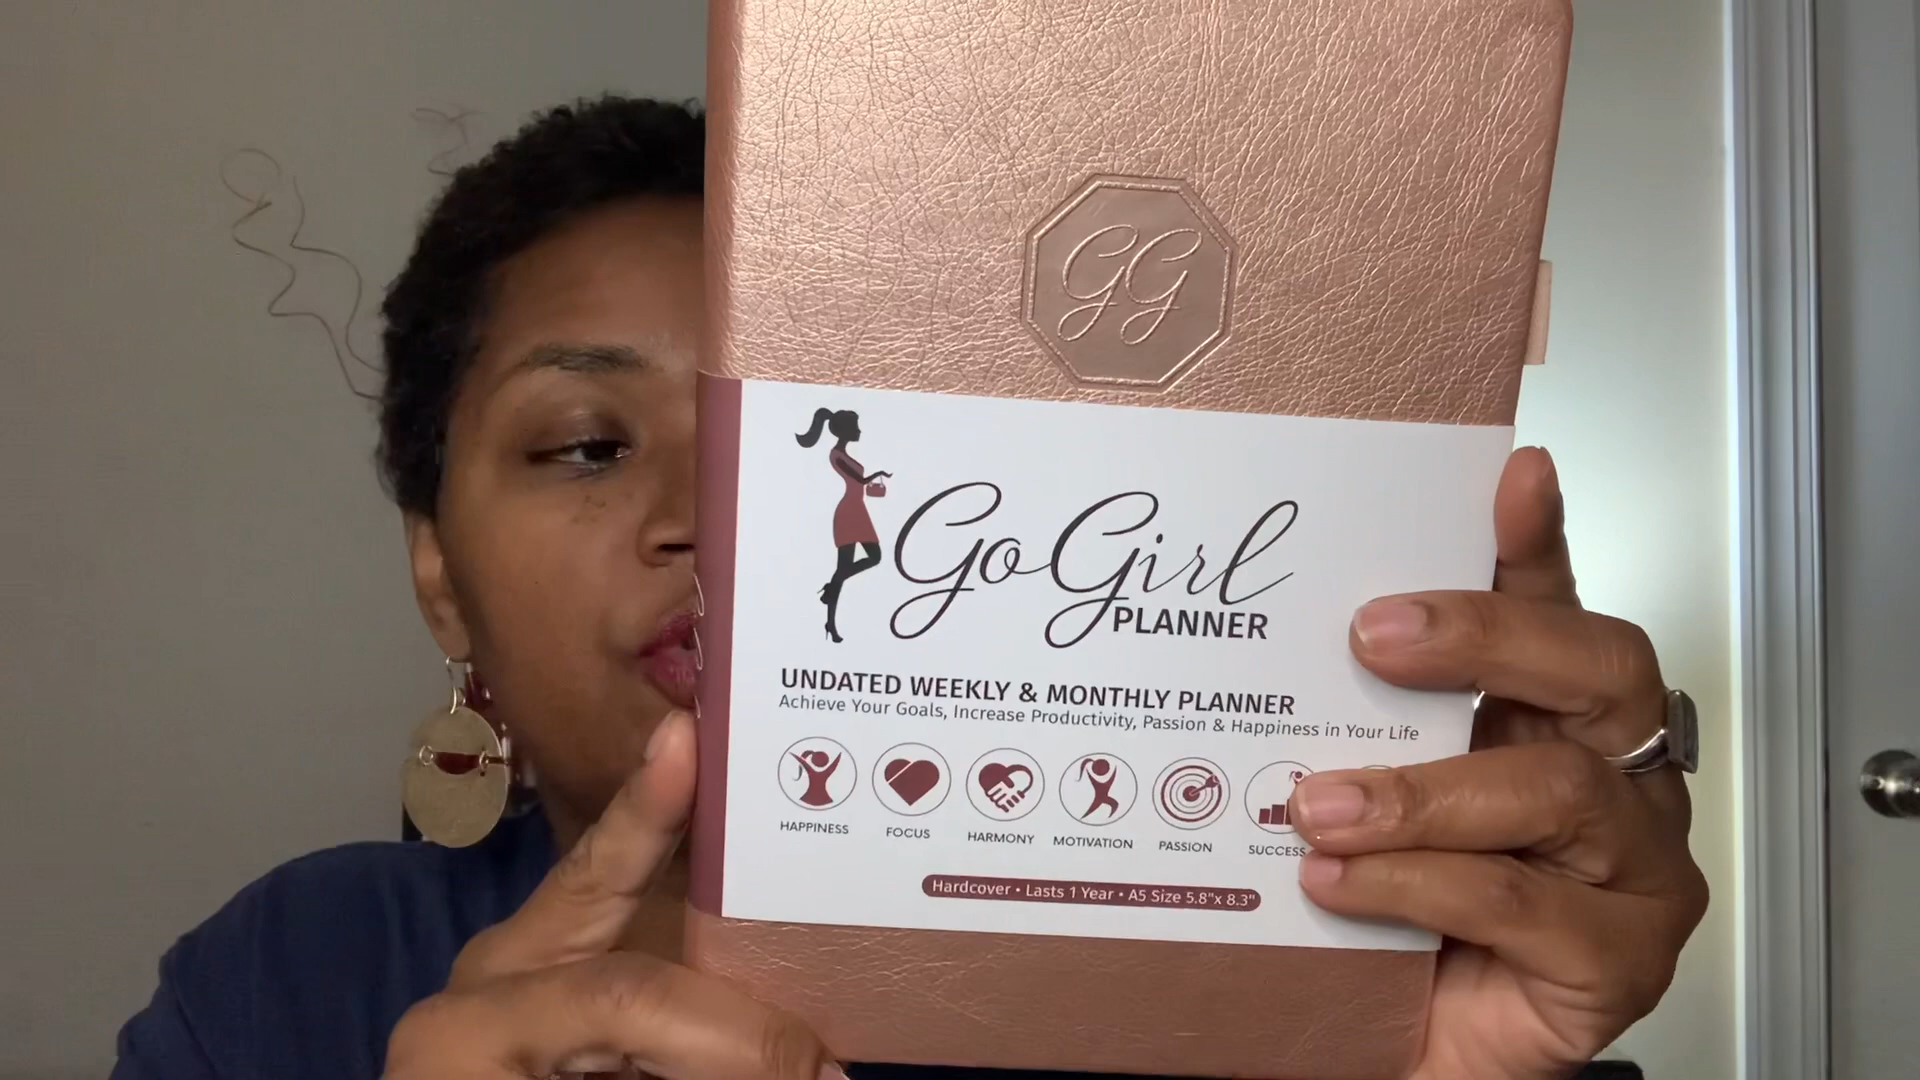 GG
GoGirl
PLANNER
UNDATED WEEKLY & MONTHLY PLANNER
Achieve Your Goals, Increase Productivity, Passion & Happiness in Your Life
HAPPINESS FOCUS HARMONY MOTIVATION PASSION SUCCESS
Hardcover • Lasts 1 Year • A5 Size 5.8"x 8.3"